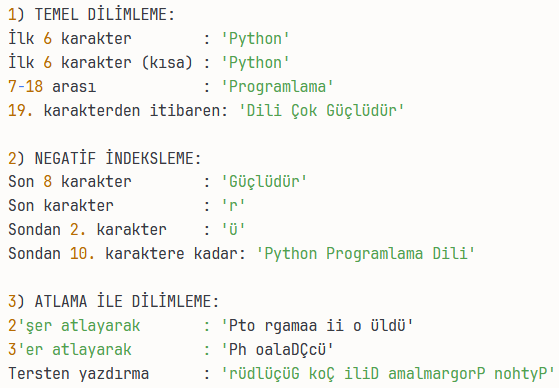 1) TEMEL DİLİMLEME:
İlk 6 karakter        : 'Python'
İlk 6 karakter (kısa) : 'Python'
7-18 arası            : 'Programlama'
19. karakterden itibaren: 'Dili Çok Güçlüdür'
2) NEGATİF İNDEKSLEME:
Son 8 karakter        : 'Güçlüdür'
Son karakter          : 'r'
Sondan 2. karakter    : 'ü'
Sondan 10. karaktere kadar: 'Python Programlama Dili'
3) ATLAMA İLE DİLİMLEME:
2'şer atlayarak       : 'Pto rgamaa ii o üldü'
3'er atlayarak        : 'Ph oalaDÇcü'
Tersten yazdırma      : 'rüdlüçüG koÇ iliD amalmargorP nohtyP'